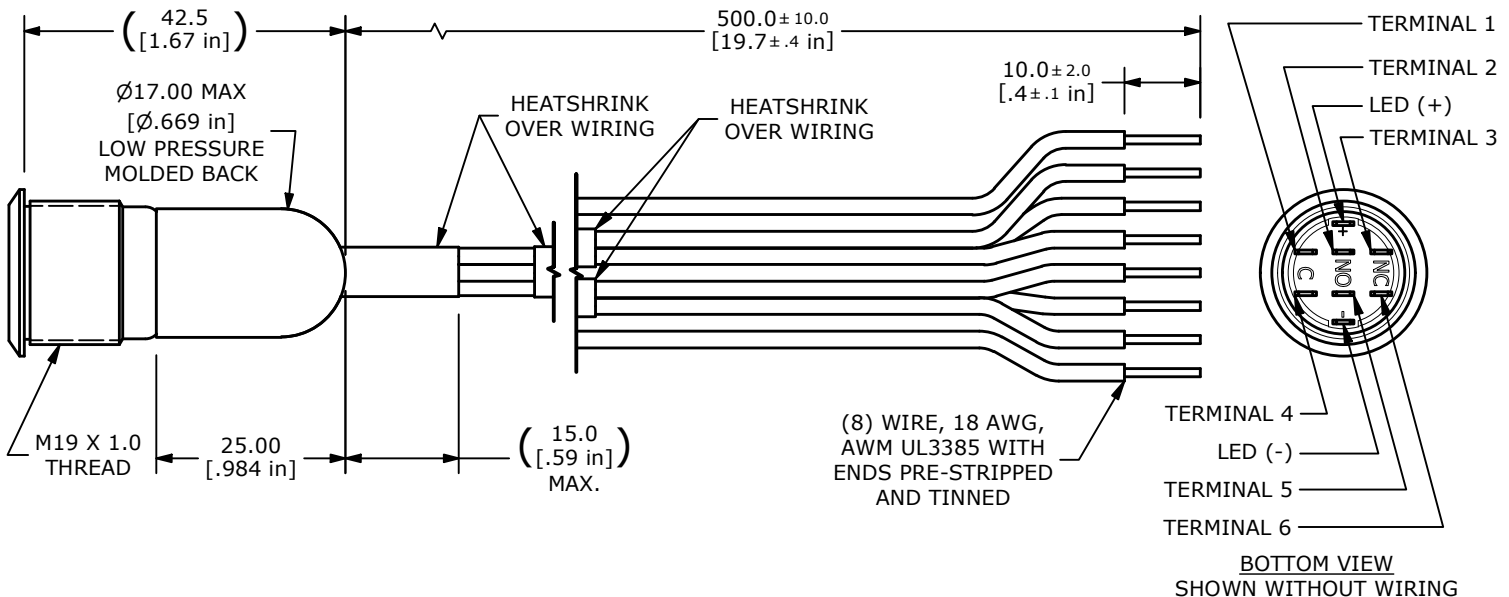 (42.5
[1.67 in])
500.0±10.0
[19.7±.4 in]
10.0±2.0
[.4±.1 in]
Ø17.00 MAX
[Ø.669 in]
LOW PRESSURE
MOLDED BACK
HEATSHRINK
OVER WIRING
HEATSHRINK
OVER WIRING
TERMINAL 1
TERMINAL 2
LED (+)
TERMINAL 3
+
C
NO
NC
-
M19 X 1.0
THREAD
25.00
[.984 in]
(15.0
[.59 in])
MAX.
(8) WIRE, 18 AWG,
AWM UL3385 WITH
ENDS PRE-STRIPPED
AND TINNED
TERMINAL 4
LED (-)
TERMINAL 5
TERMINAL 6
BOTTOM VIEW
SHOWN WITHOUT WIRING